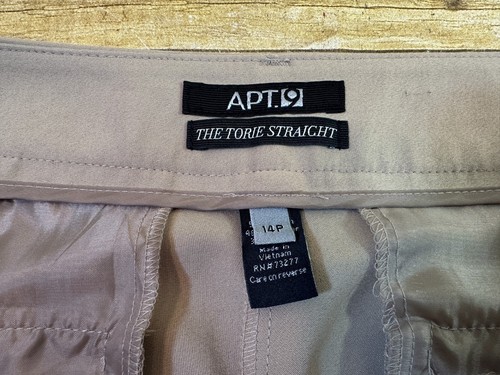 APT.9
THE TORIE STRAIGHT
14P
Made in
Vietnam
RN#73277
Care on reverse